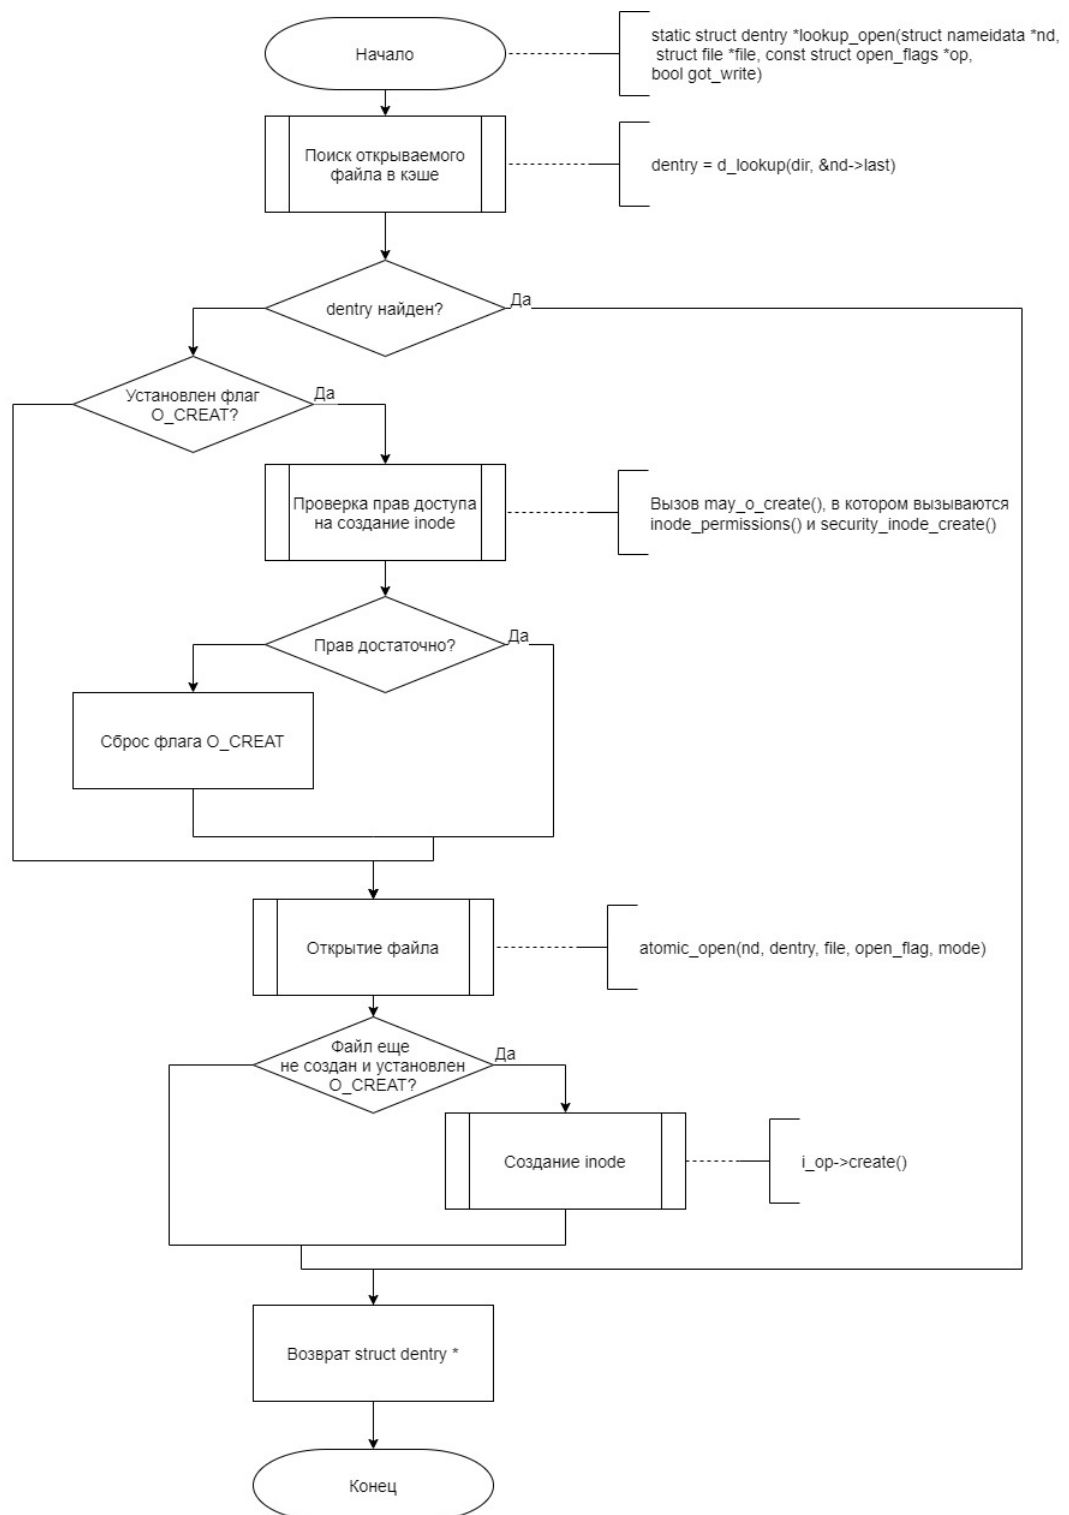 Начало
static struct dentry *lookup_open(struct nameidata *nd,
struct file *file, const struct open_flags *op,
bool got_write)
Поиск открываемого
файла в кэше
dentry = d_lookup(dir, &nd->last)
dentry найден?
Да
Установлен флаг
O_CREAT?
Да
Проверка прав доступа
на создание inode
Вызов may_o_create(), в котором вызываются
inode_permissions() и security_inode_create()
Прав достаточно?
Да
Сброс флага O_CREAT
Открытие файла
atomic_open(nd, dentry, file, open_flag, mode)
Файл еще
не создан и установлен
O_CREAT?
Да
Создание inode
i_op->create()
Возврат struct dentry *
Конец